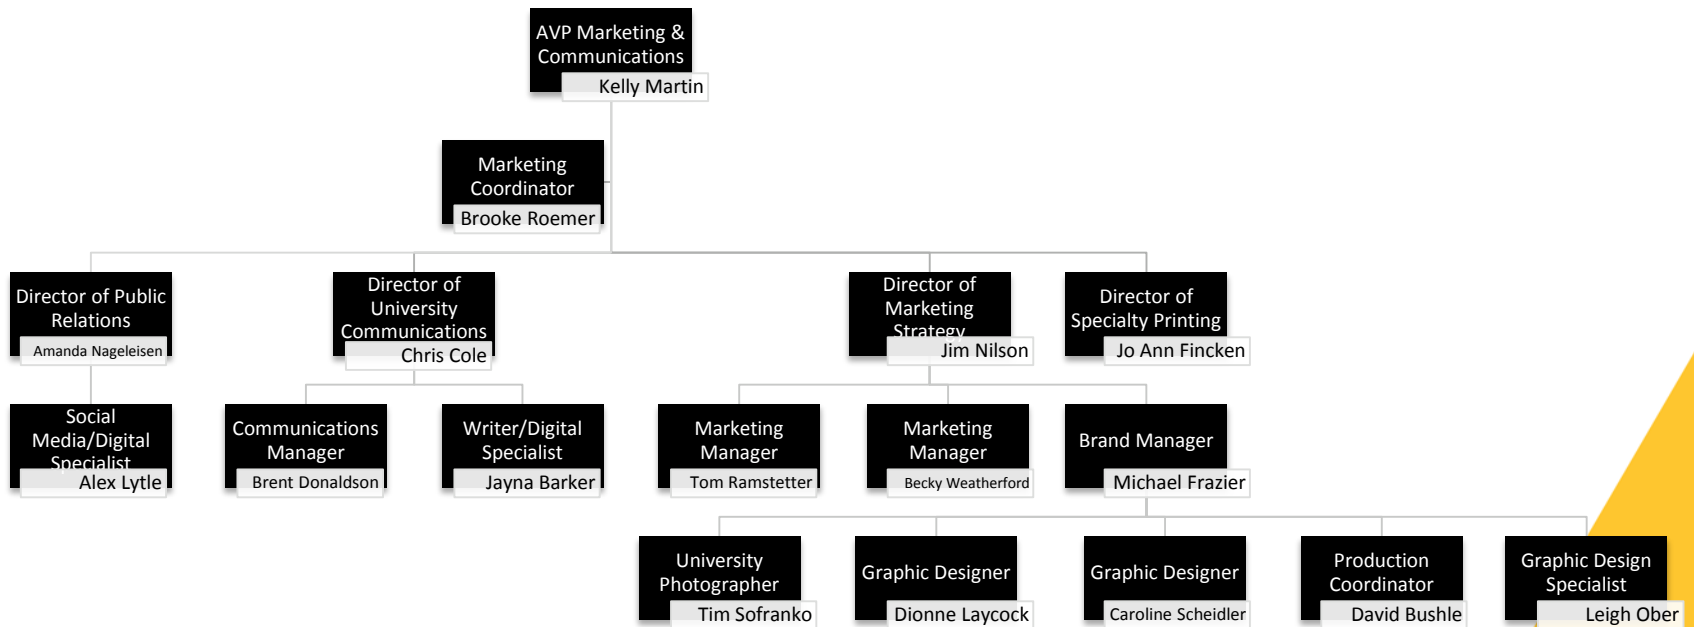 AVP Marketing &
Communications
Kelly Martin
Marketing
Coordinator
Brooke Roemer
Director of Public
Relations
Amanda Nageleisen
Director of
University
Communications
Chris Cole
Director of
Marketing
Strategy
Jim Nilson
Director of
Specialty Printing
Jo Ann Fincken
Social
Media/Digital
Specialist
Alex Lytle
Communications
Manager
Brent Donaldson
Writer/Digital
Specialist
Jayna Barker
Marketing
Manager
Tom Ramstetter
Marketing
Manager
Becky Weatherford
Brand Manager
Michael Frazier
University
Photographer
Tim Sofranko
Graphic Designer
Dionne Laycock
Graphic Designer
Caroline Scheidler
Production
Coordinator
David Bushle
Graphic Design
Specialist
Leigh Ober